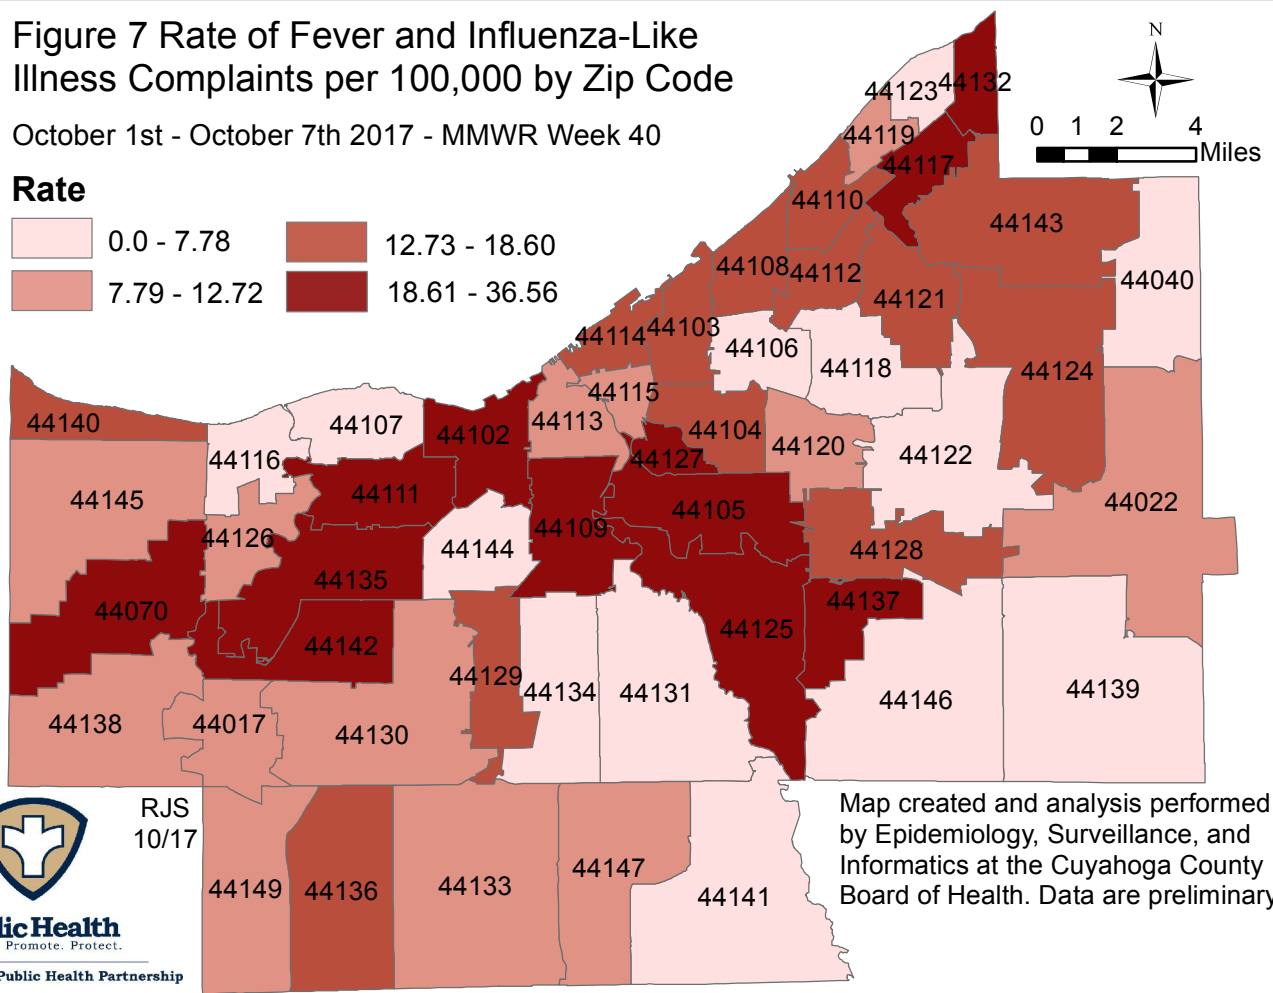 Figure 7 Rate of Fever and Influenza-Like
Illness Complaints per 100,000 by Zip Code
October 1st - October 7th 2017 - MMWR Week 40
Rate
0.0 - 7.78
12.73 - 18.60
7.79 - 12.72
18.61 - 36.56
N
0 1 2 4
Miles
44132
44123
44119
44117
44110
44143
44108
44112
44040
44121
44114
44103
44106
44118
44124
44115
44140
44107
44113
44102
44104
44120
44116
44122
44127
44111
44145
44022
44105
44109
44126
44144
44128
44135
44070
44137
44125
44142
44129
44134
44131
44139
44146
44138
44017
44130
RJS
10/17
Map created and analysis performed
by Epidemiology, Surveillance, and
Informatics at the Cuyahoga County
Board of Health. Data are preliminary
44147
44149
44136
44133
44141
lic Health
Promote. Protect.
Public Health Partnership